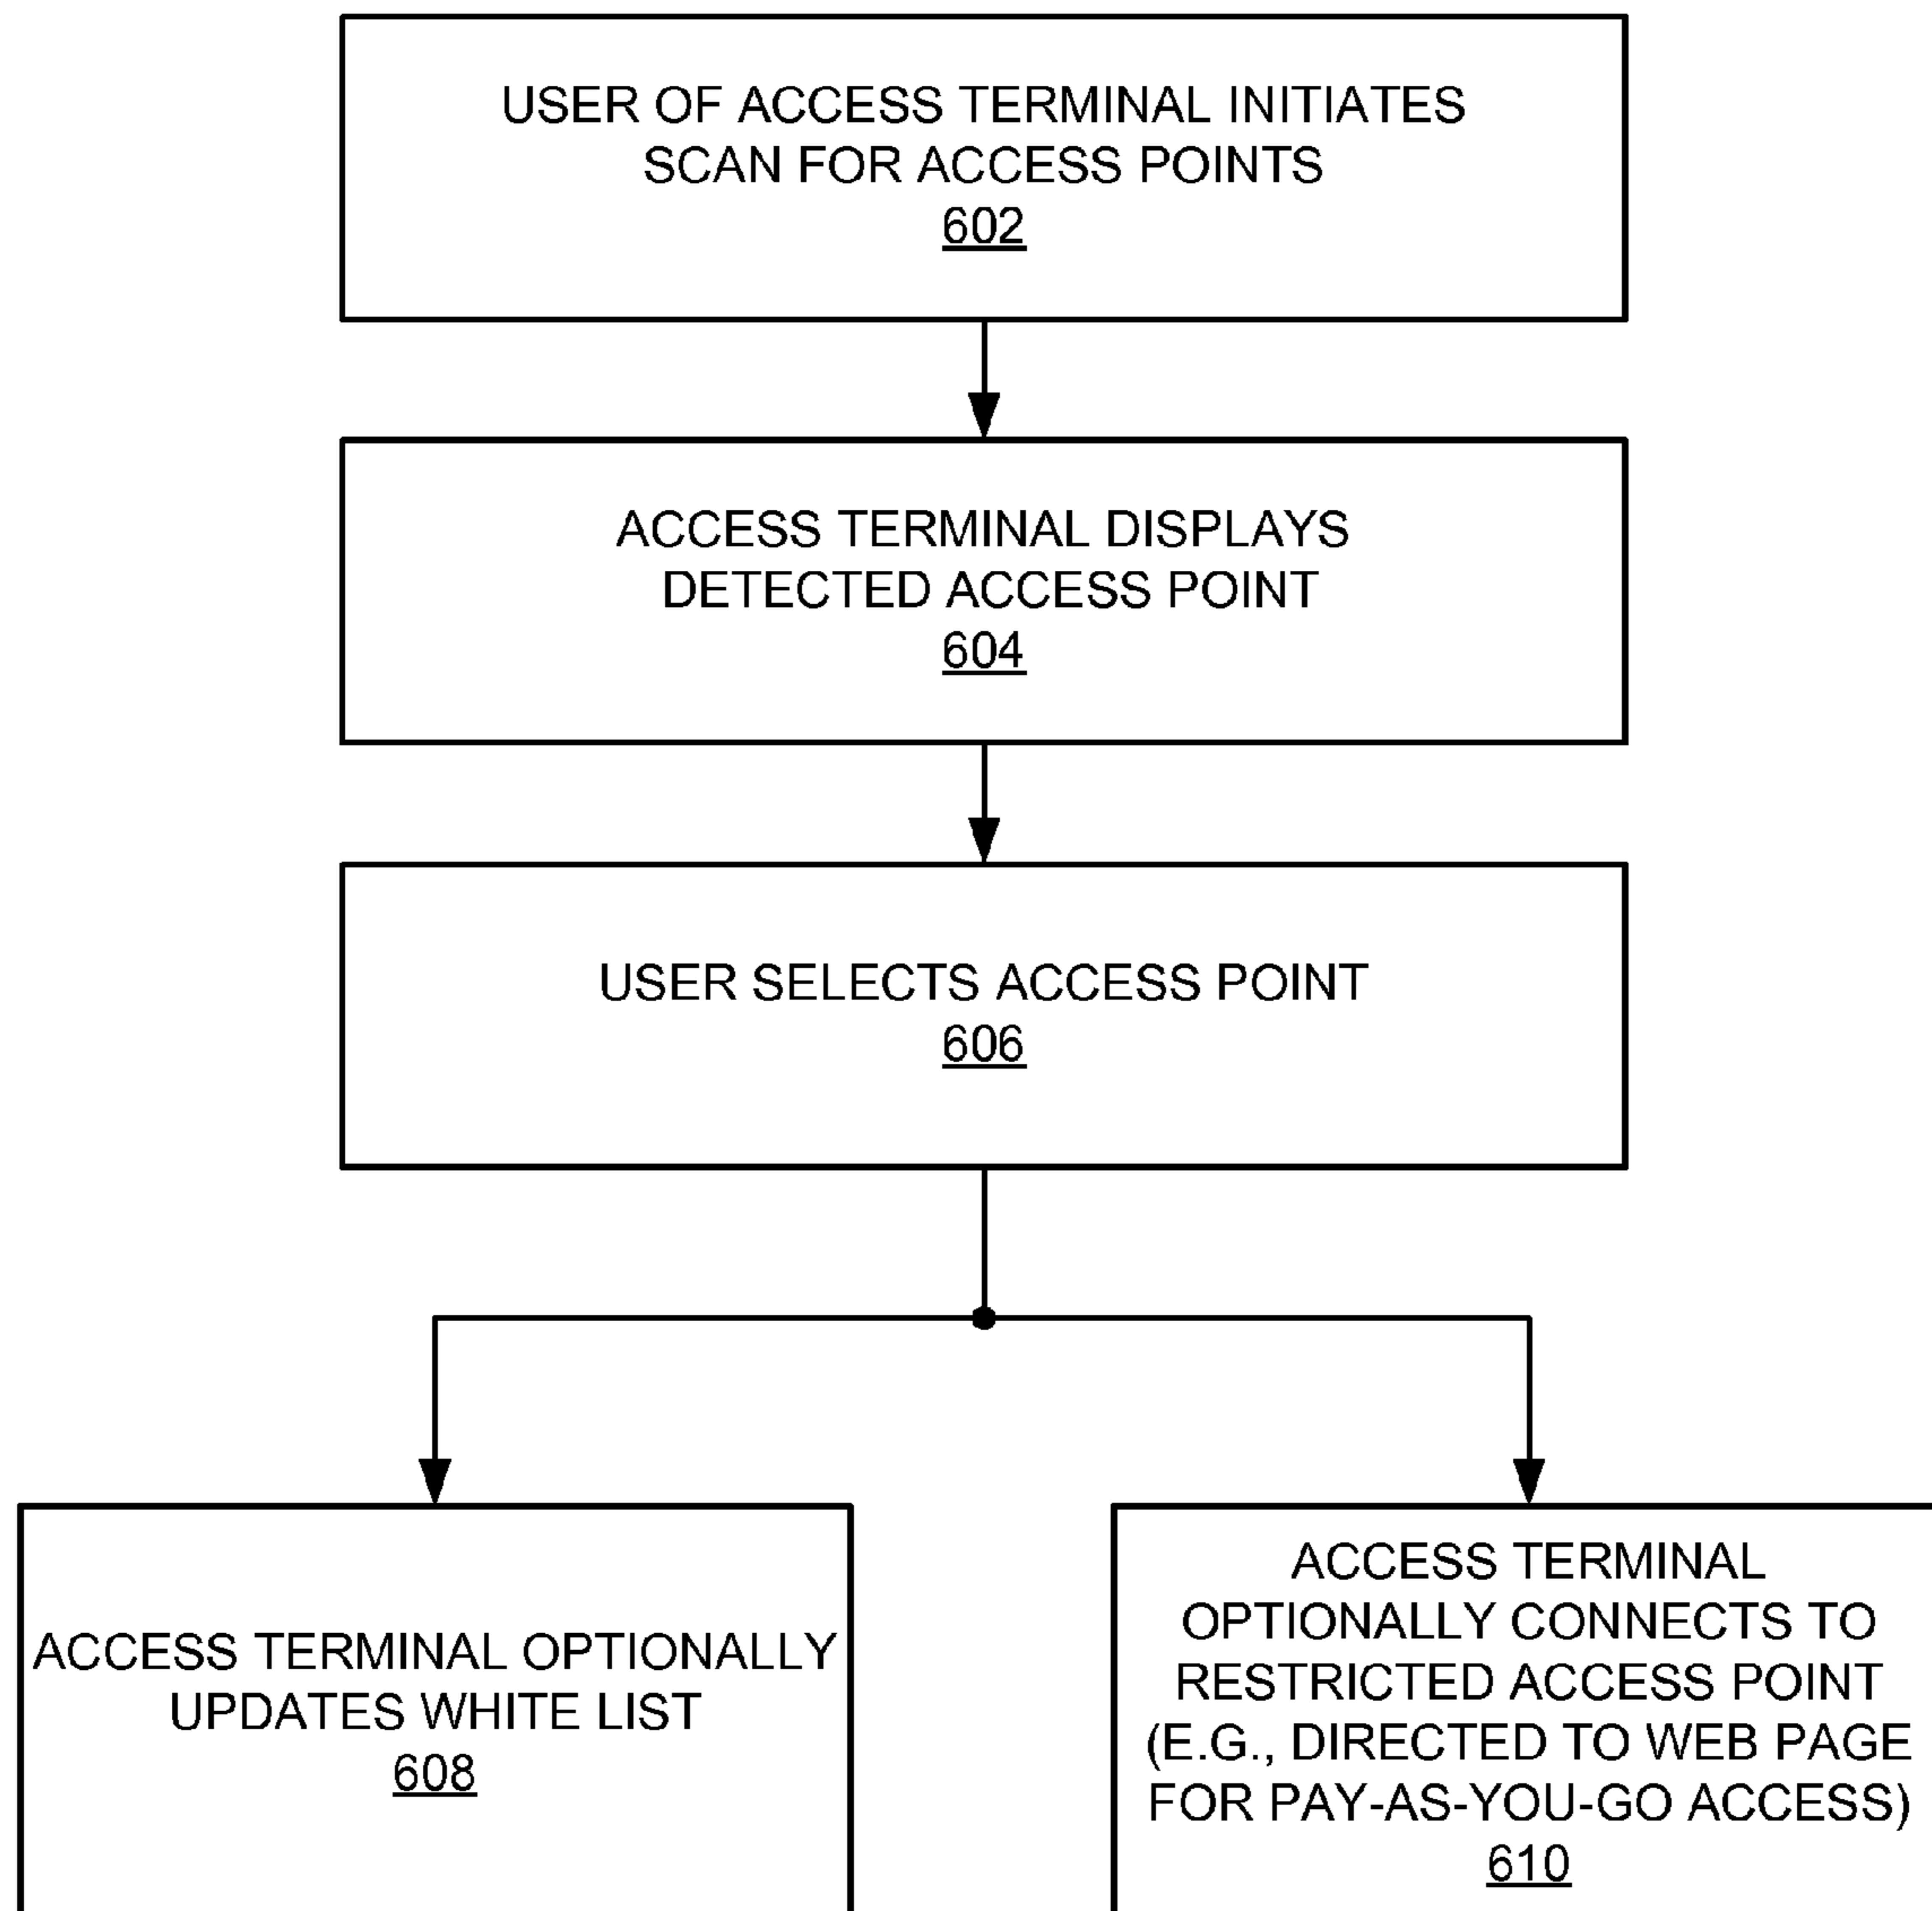 USER OF ACCESS TERMINAL INITIATES
SCAN FOR ACCESS POINTS
602
ACCESS TERMINAL DISPLAYS
DETECTED ACCESS POINT
604
USER SELECTS ACCESS POINT
606
ACCESS TERMINAL OPTIONALLY
UPDATES WHITE LIST
608
ACCESS TERMINAL
OPTIONALLY CONNECTS TO
RESTRICTED ACCESS POINT
(E.G., DIRECTED TO WEB PAGE
FOR PAY-AS-YOU-GO ACCESS)
610